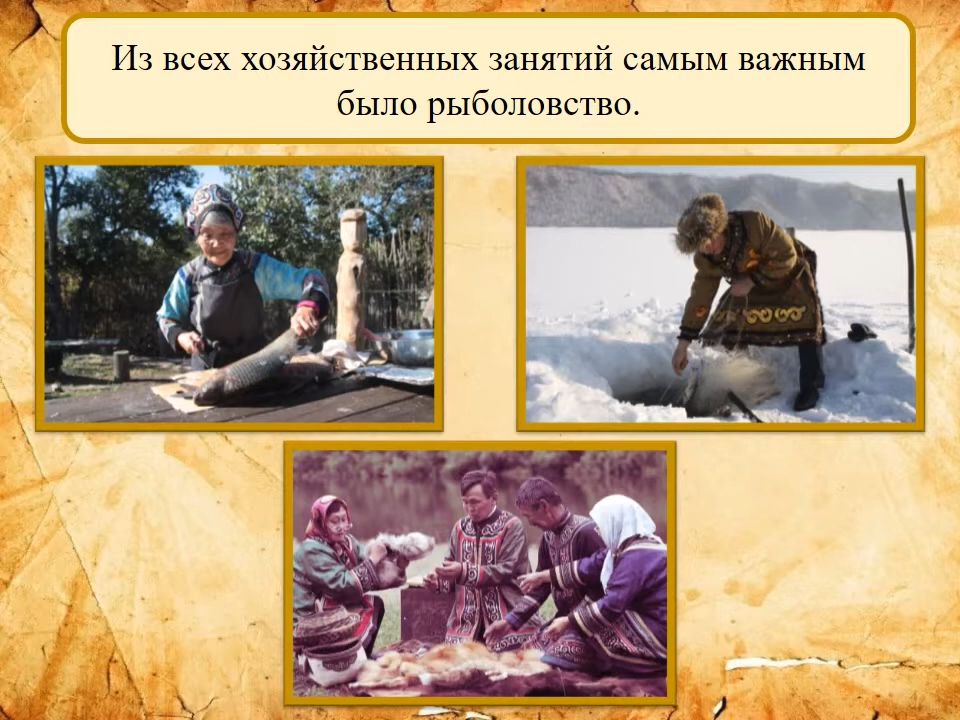 Из всех хозяйственных занятий самым важным
было рыболовство.